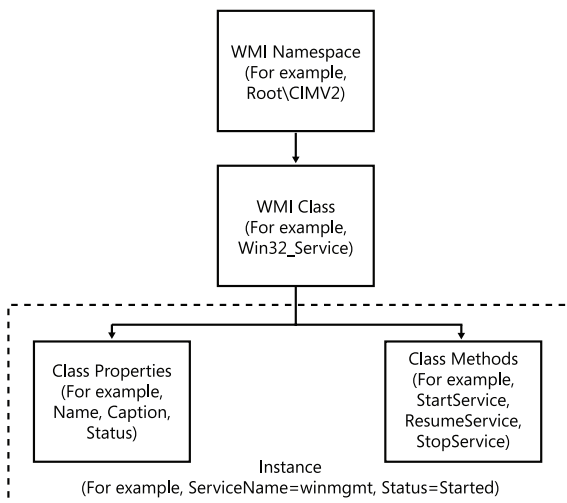 WMI Namespace
(For example,
Root\CIMV2)
WMI Class
(For example,
Win32_Service)
Class Properties
(For example,
Name, Caption,
Status)
Class Methods
(For example,
StartService,
ResumeService,
StopService)
Instance
(For example, ServiceName=winmgmt, Status=Started)